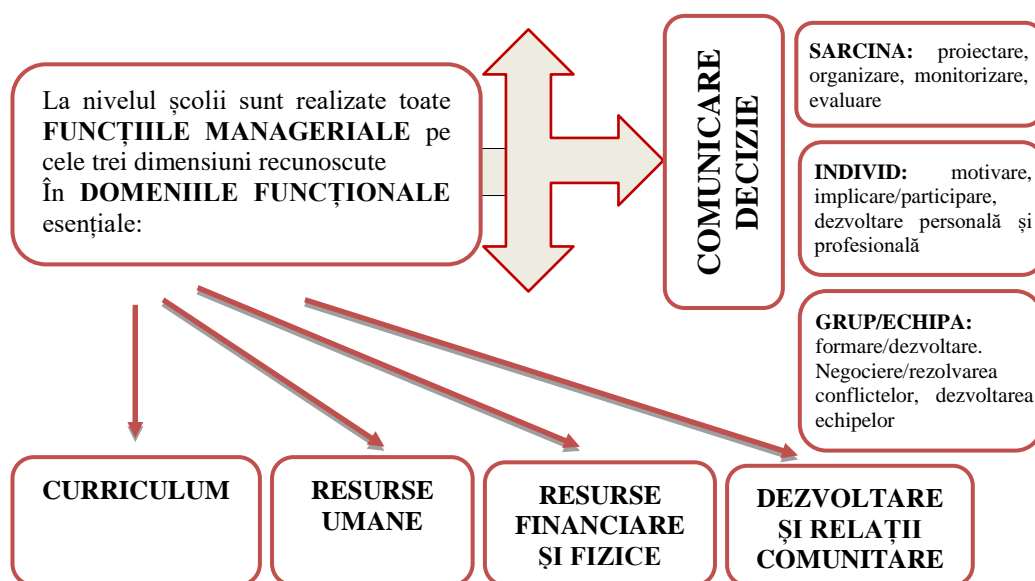 La nivelul școlii sunt realizate toate
FUNCȚIILE MANAGERIALE pe
cele trei dimensiuni recunoscute
În DOMENIILE FUNCȚIONALE
esențiale:
COMUNICARE
DECIZIE
SARCINA: proiectare,
organizare, monitorizare,
evaluare
INDIVID: motivare,
implicare/participare,
dezvoltare personală și
profesională
GRUP/ECHIPA:
formare/dezvoltare.
Negociere/rezolvarea
conflictelor, dezvoltarea
echipelor
CURRICULUM
RESURSE
UMANE
RESURSE
FINANCIARE
ȘI FIZICE
DEZVOLTARE
ȘI RELAȚII
COMUNITARE